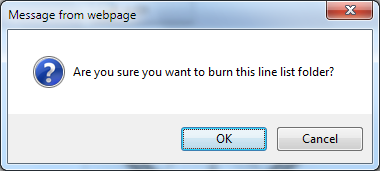 Message from webpage
Are you sure you want to burn this line list folder?
OK
Cancel